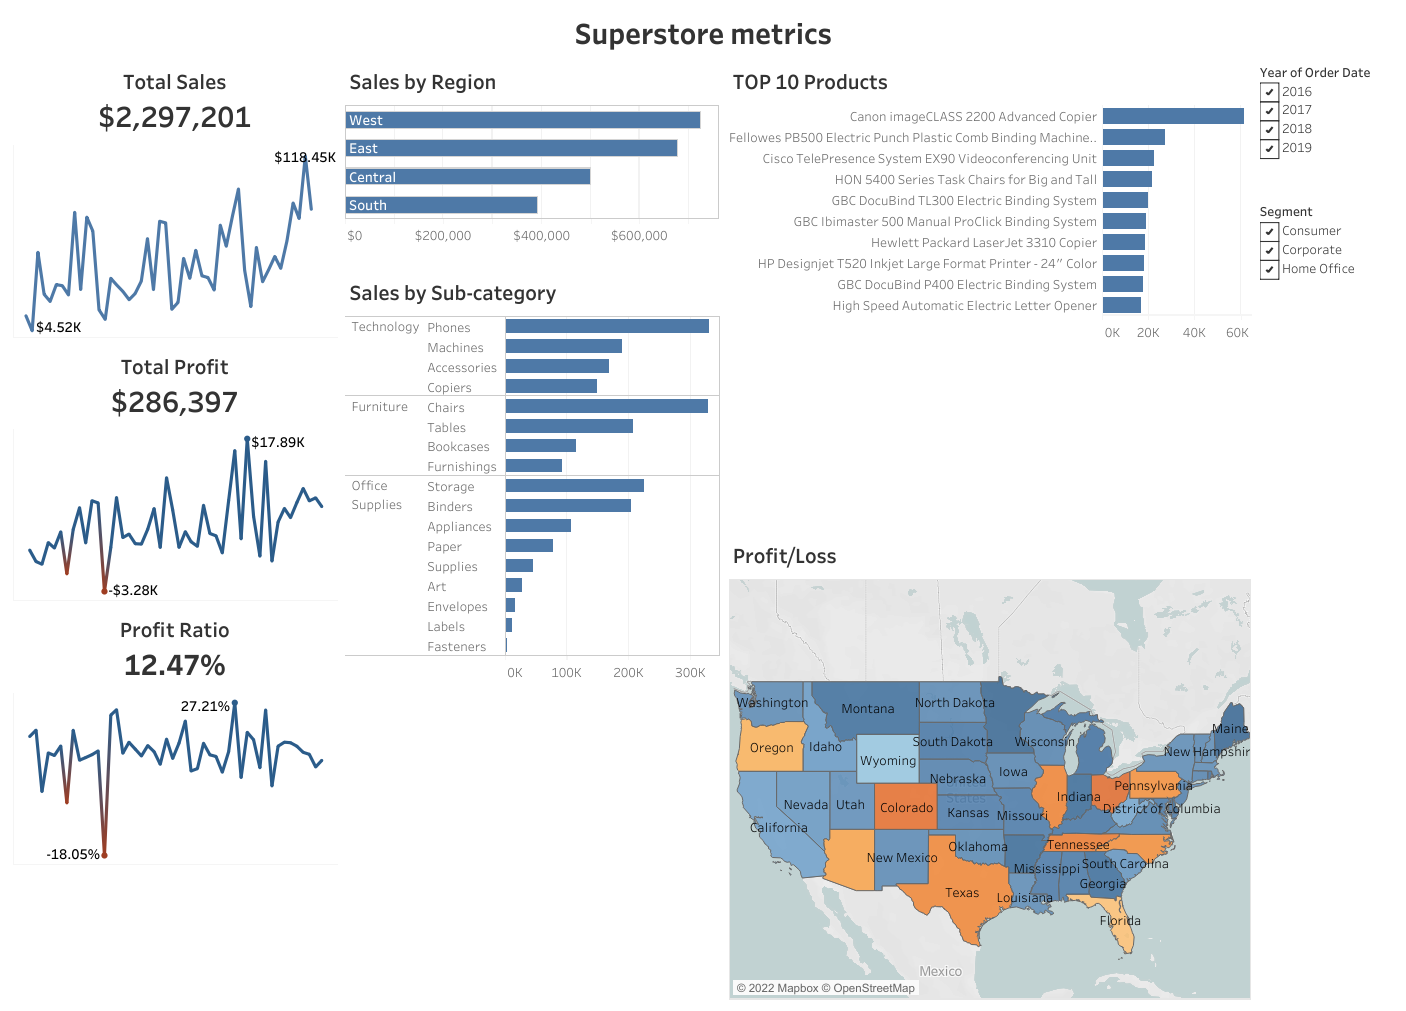 Superstore metrics
Total Sales
$2,297,201
$118.45K
$4.52K
Total Profit
$286,397
$17.89K
-$3.28K
Profit Ratio
12.47%
27.21%
-18.05%
Sales by Region
West
East
Central
South
$0 $200,000 $400,000 $600,000
Sales by Sub-category
Technology Phones
Machines
Accessories
Copiers
Furniture Chairs
Tables
Bookcases
Furnishings
Office Storage
Supplies Binders
Appliances
Paper
Supplies
Art
Envelopes
Labels
Fasteners
0K 100K 200K 300K
TOP 10 Products
Canon imageCLASS 2200 Advanced Copier
Fellowes PB500 Electric Punch Plastic Comb Binding Machine..
Cisco TelePresence System EX90 Videoconferencing Unit
HON 5400 Series Task Chairs for Big and Tall
GBC DocuBind TL300 Electric Binding System
GBC Ibimaster 500 Manual ProClick Binding System
Hewlett Packard LaserJet 3310 Copier
HP Designjet T520 Inkjet Large Format Printer - 24” Color
GBC DocuBind P400 Electric Binding System
High Speed Automatic Electric Letter Opener
0K 20K 40K 60K
Year of Order Date
2016
2017
2018
2019
Segment
Consumer
Corporate
Home Office
Profit/Loss
Washington
Montana
North Dakota
Maine
Oregon
Idaho
South Dakota
Wisconsin
New Hampshir
Wyoming
Iowa
Nebraska
Pennsylvania
United
States
Nevada
Utah
Colorado
Kansas
Missouri
Indiana
District of Columbia
California
New Mexico
Oklahoma
Tennessee
Mississippi
South Carolina
Georgia
Texas
Louisiana
Florida
Mexico
© 2022 Mapbox © OpenStreetMap